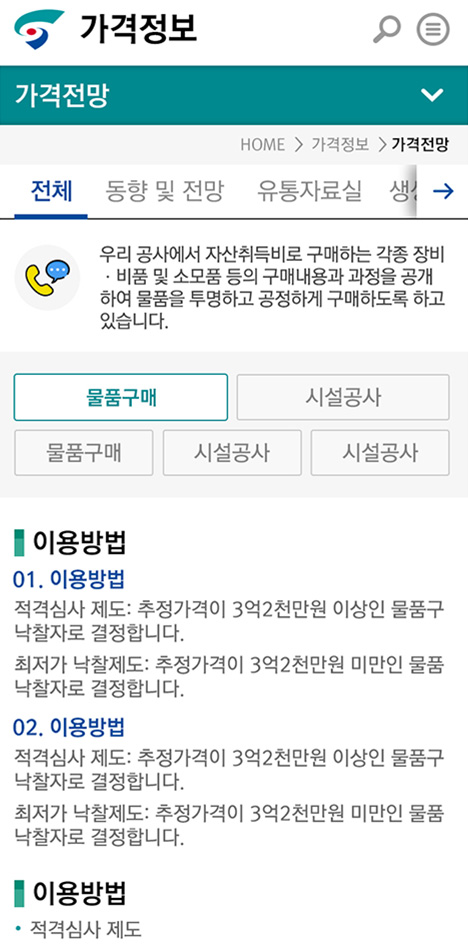 가격정보
가격전망
HOME > 가격정보 > 가격전망
전체 동향 및 전망 유통자료실 생생
우리 공사에서 자산취득비로 구매하는 각종 장비
· 비품 및 소모품 등의 구매내용과 과정을 공개
하여 물품을 투명하고 공정하게 구매하도록 하고
있습니다.
물품구매 시설공사
물품구매 시설공사 시설공사
이용방법
01. 이용방법
적격심사 제도: 추정가격이 3억2천만원 이상인 물품구
낙찰자로 결정합니다.
최저가 낙찰제도: 추정가격이 3억2천만원 미만인 물품
낙찰자로 결정합니다.
02. 이용방법
적격심사 제도: 추정가격이 3억2천만원 이상인 물품구
낙찰자로 결정합니다.
최저가 낙찰제도: 추정가격이 3억2천만원 미만인 물품
낙찰자로 결정합니다.
이용방법
• 적격심사 제도